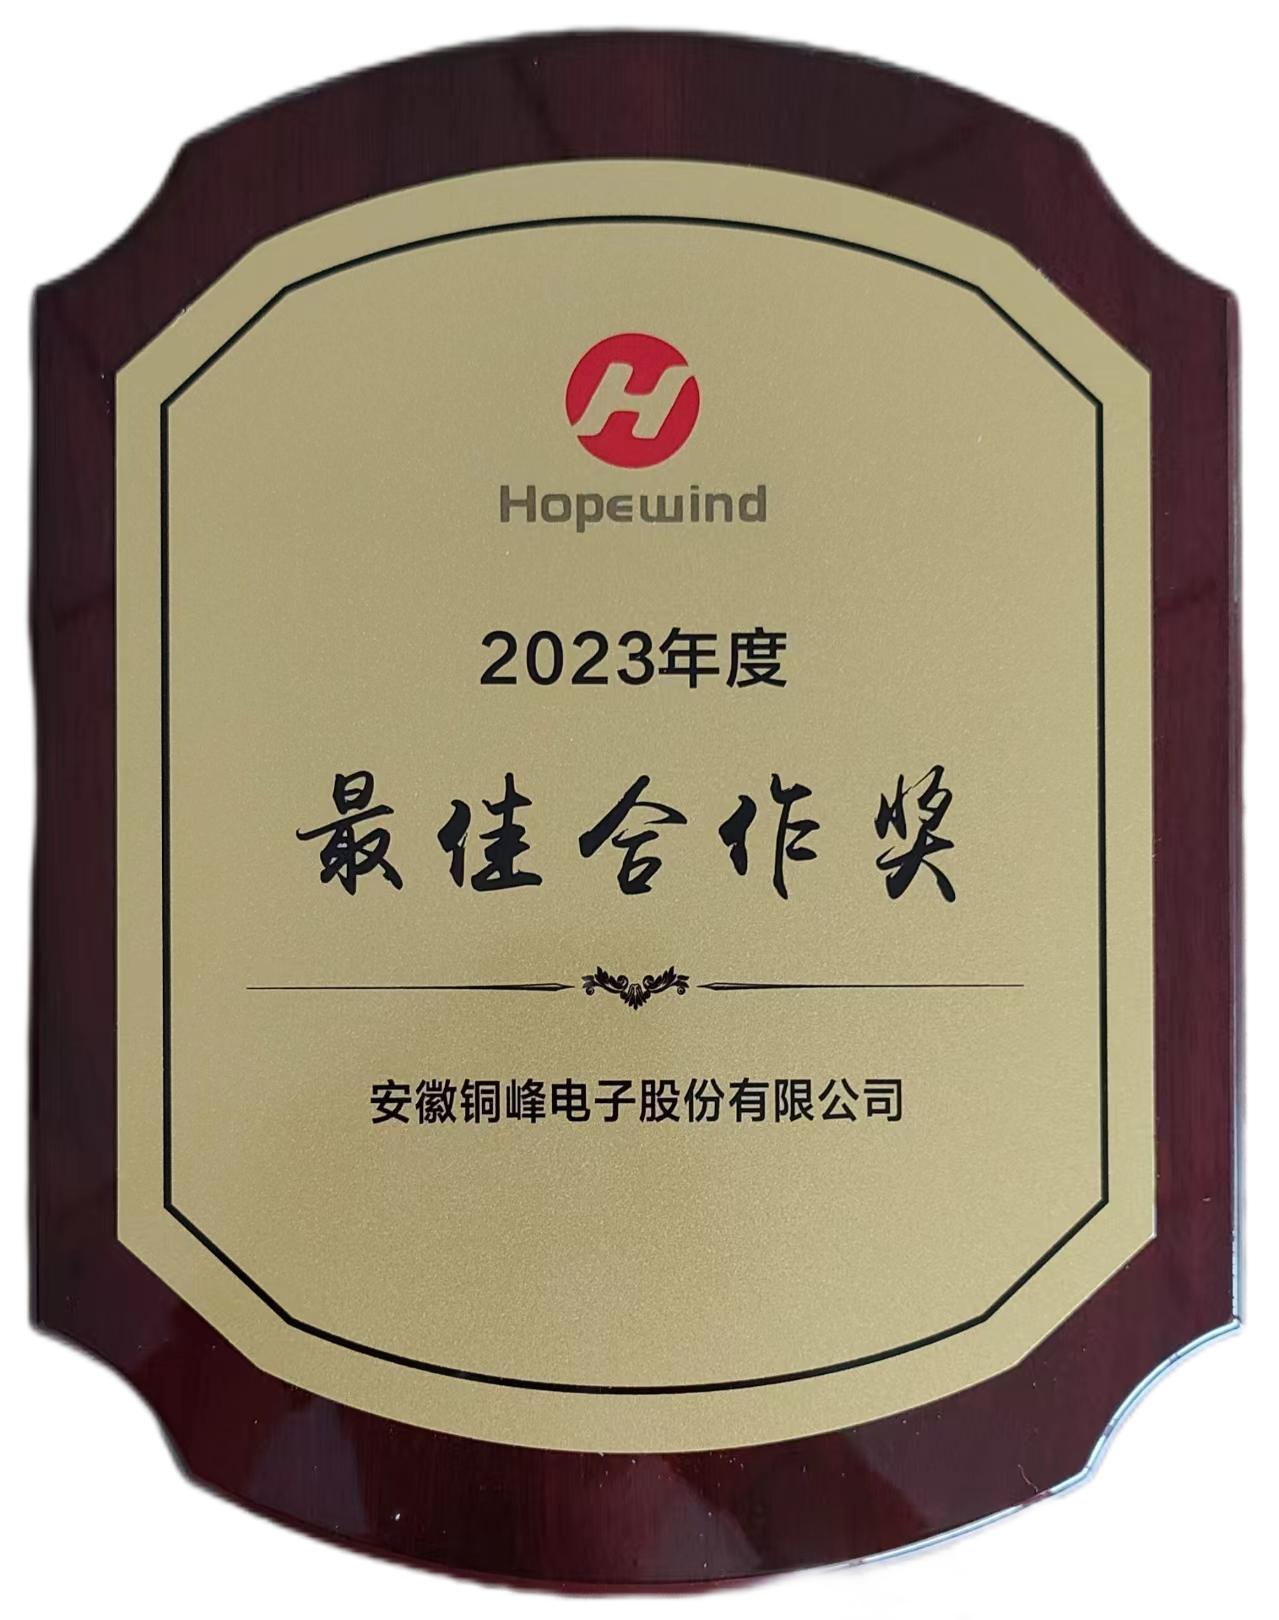 Hopewind
2023年度
最佳合作奖
安徽铜峰电子股份有限公司